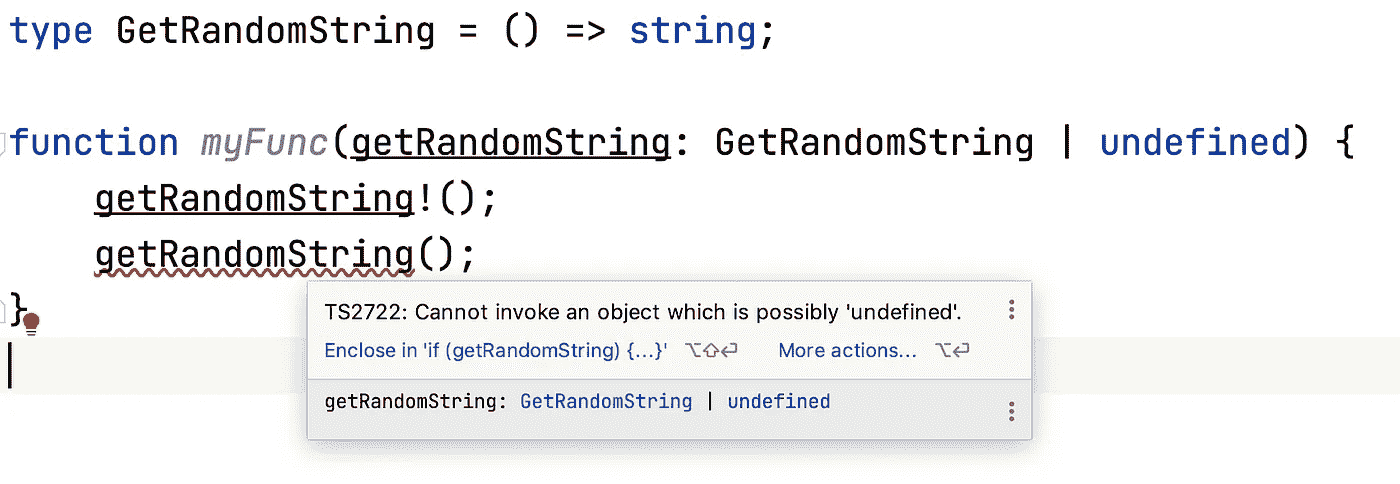 type GetRandomString = () => string;
function myFunc(getRandomString: GetRandomString | undefined) {
    getRandomString!();
    getRandomString();
}
TS2722: Cannot invoke an object which is possibly 'undefined'.
Enclose in 'if (getRandomString) {...}' ⌥⇧⏎ More actions... ⌥⏎
getRandomString: GetRandomString | undefined